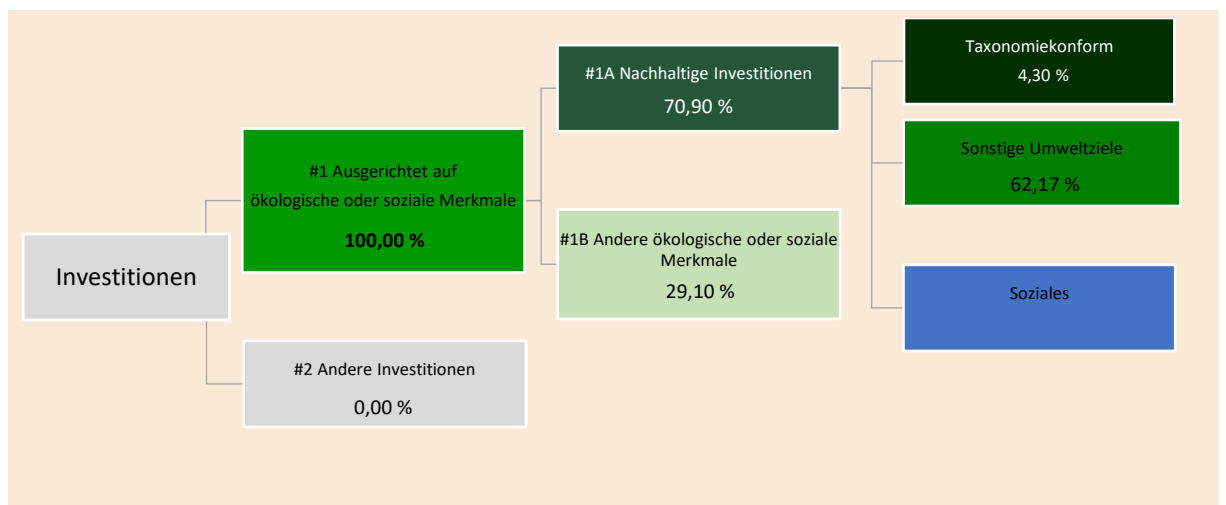 Investitionen
#1 Ausgerichtet auf
ökologische oder soziale Merkmale
100,00 %
#2 Andere Investitionen
0,00 %
#1A Nachhaltige Investitionen
70,90 %
#1B Andere ökologische oder soziale
Merkmale
29,10 %
Taxonomiekonform
4,30 %
Sonstige Umweltziele
62,17 %
Soziales